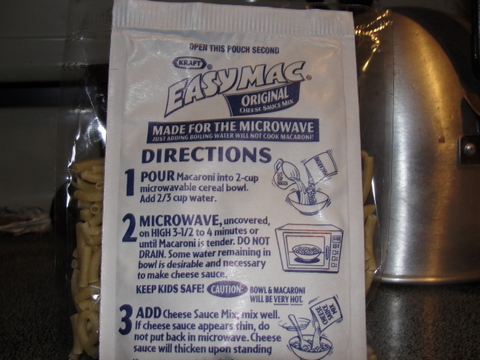 OPEN THIS POUCH SECOND
KRAFT
EASY MAC®
ORIGINAL
CHEESE SAUCE MIX
MADE FOR THE MICROWAVE
JUST ADDING BOILING WATER WILL NOT COOK MACARONI!
DIRECTIONS
1 POUR Macaroni into 2-cup
microwavable cereal bowl.
Add 2/3 cup water.
2 MICROWAVE, uncovered,
on HIGH 3-1/2 to 4 minutes or
until Macaroni is tender. DO NOT
DRAIN. Some water remaining in
bowl is desirable and necessary
to make cheese sauce.
KEEP KIDS SAFE! CAUTION: BOWL & MACARONI
WILL BE VERY HOT.
3 ADD Cheese Sauce Mix; mix well.
If cheese sauce appears thin, do
not put back in microwave. Cheese
sauce will thicken upon standing
CHEESE
SAUCE
MIX